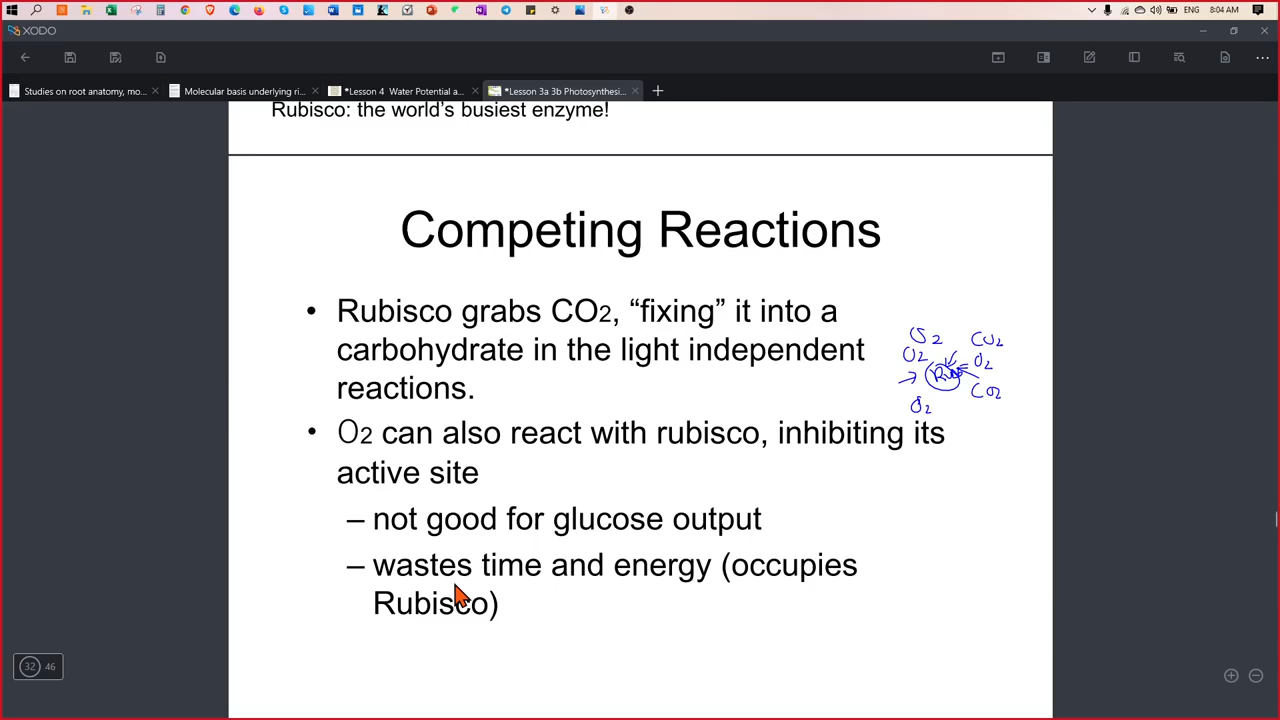 ENG
8:04 AM
XODO
Studies on root anatomy, mo...
Molecular basis underlying ri...
*Lesson 4 Water Potential a...
*Lesson 3a 3b Photosynthesi...
Rubisco: the world's busiest enzyme!
Competing Reactions
• Rubisco grabs CO2, “fixing” it into a
carbohydrate in the light independent
reactions.
• O2 can also react with rubisco, inhibiting its
active site
– not good for glucose output
– wastes time and energy (occupies
Rubisco)
O2
CO2
O2
O2
CO2
O2
32 46